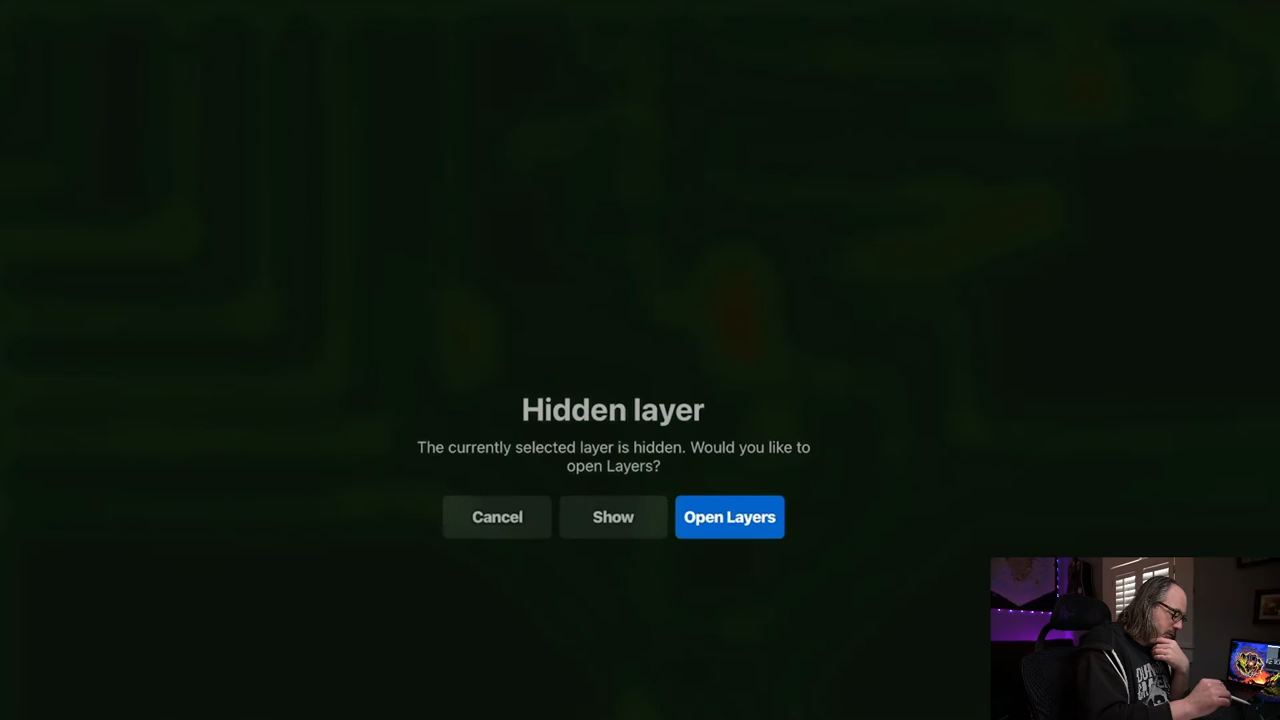 Hidden layer
The currently selected layer is hidden. Would you like to
open Layers?
Cancel
Show
Open Layers